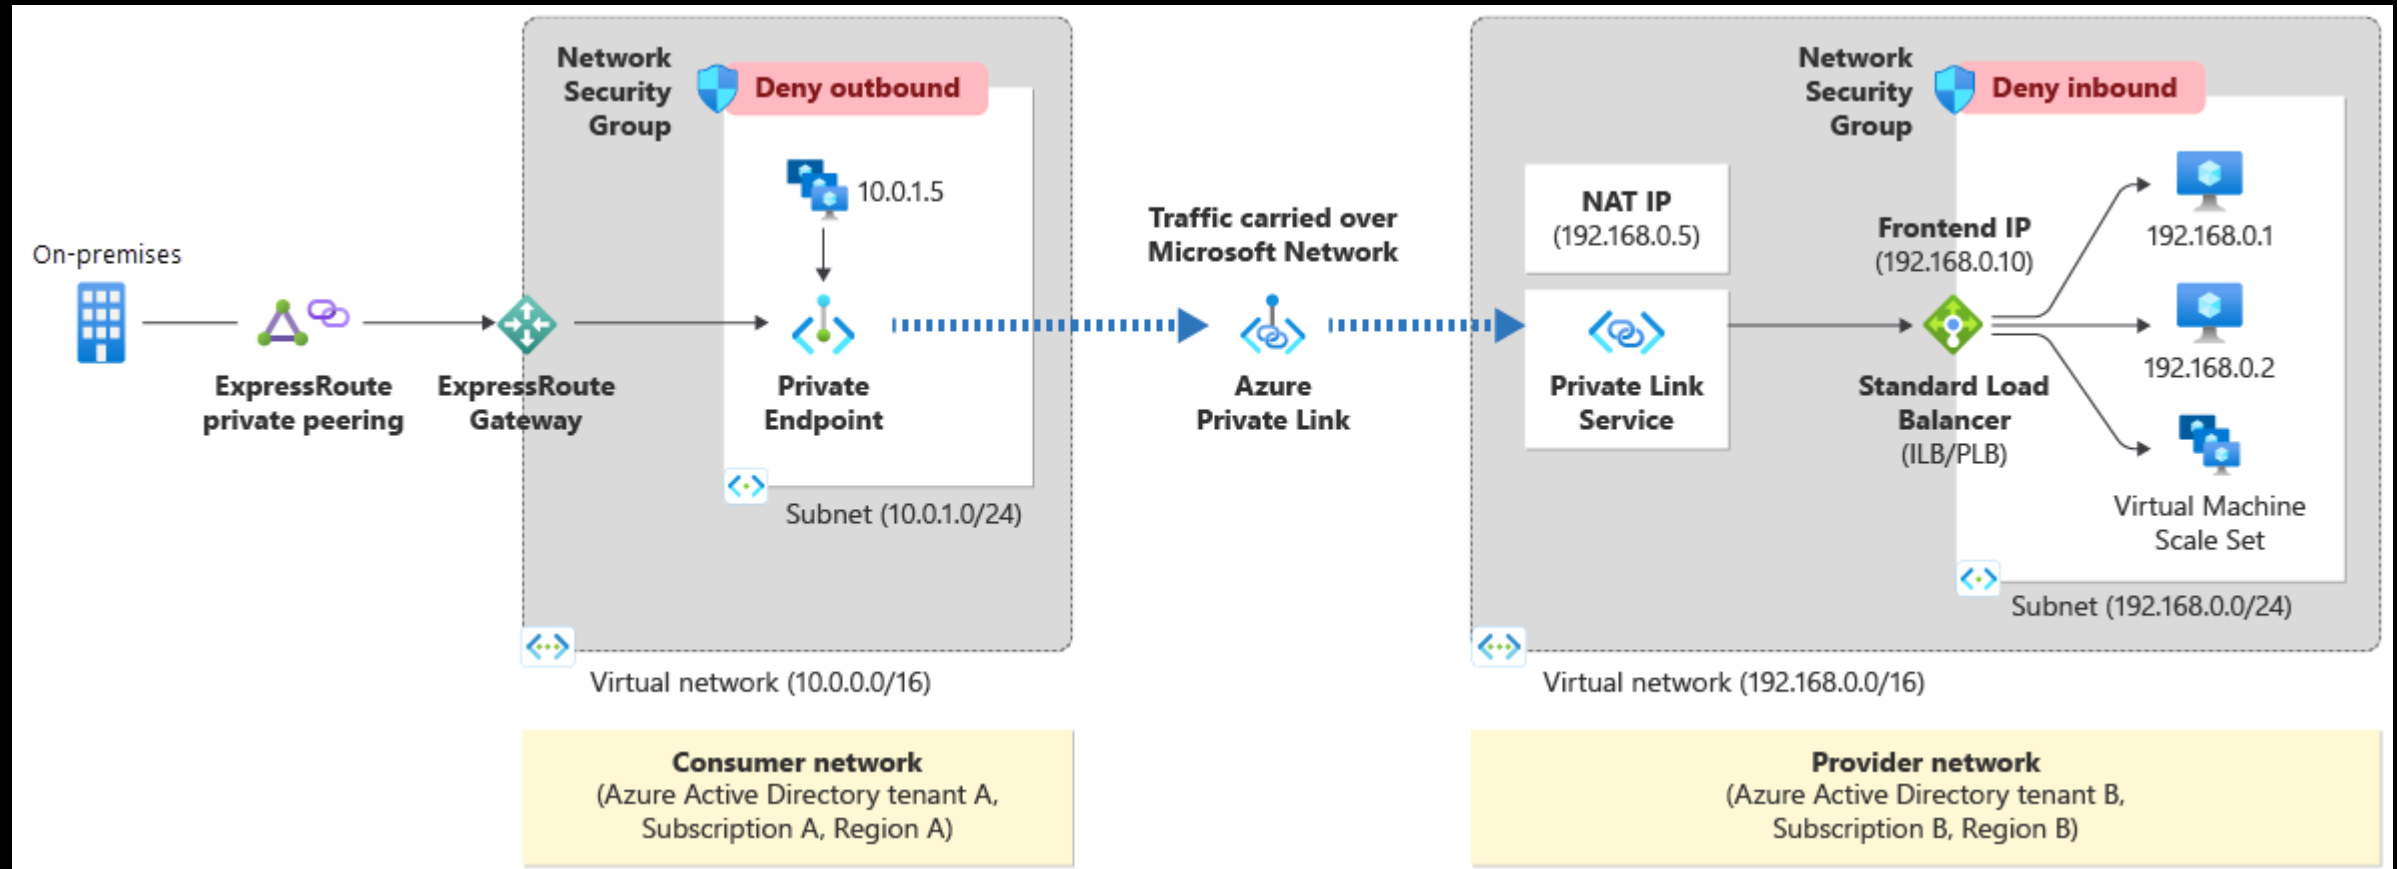 Network
Security
Group
Deny outbound
10.0.1.5
On-premises
ExpressRoute
private peering
ExpressRoute
Gateway
Private
Endpoint
Subnet (10.0.1.0/24)
Virtual network (10.0.0.0/16)
Consumer network
(Azure Active Directory tenant A,
Subscription A, Region A)
Traffic carried over
Microsoft Network
Azure
Private Link
Network
Security
Group
Deny inbound
NAT IP
(192.168.0.5)
Private Link
Service
Frontend IP
(192.168.0.10)
Standard Load
Balancer
(ILB/PLB)
192.168.0.1
192.168.0.2
Virtual Machine
Scale Set
Subnet (192.168.0.0/24)
Virtual network (192.168.0.0/16)
Provider network
(Azure Active Directory tenant B,
Subscription B, Region B)